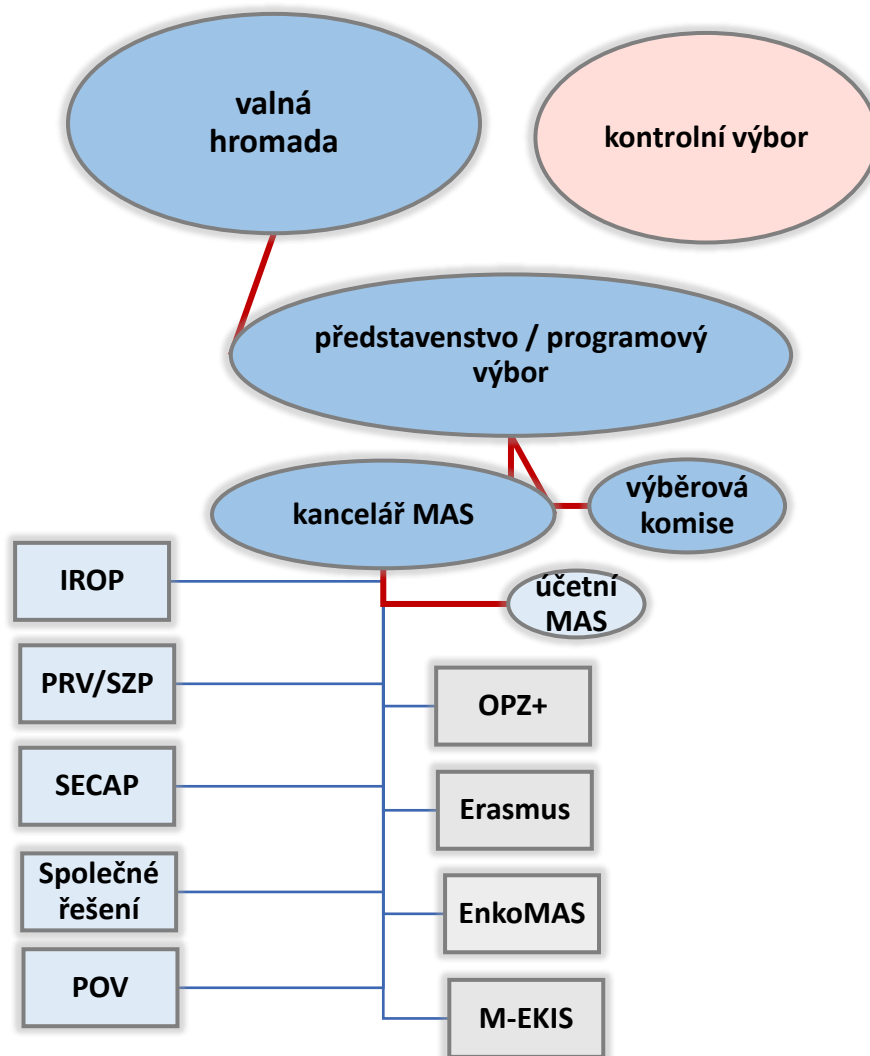 valná
hromada
kontrolní výbor
představenstvo / programový
výbor
kancelář MAS
výběrová
komise
IROP
účetní
MAS
PRV/SZP
OPZ+
SECAP
Erasmus
Společné
řešení
EnkoMAS
POV
M-EKIS